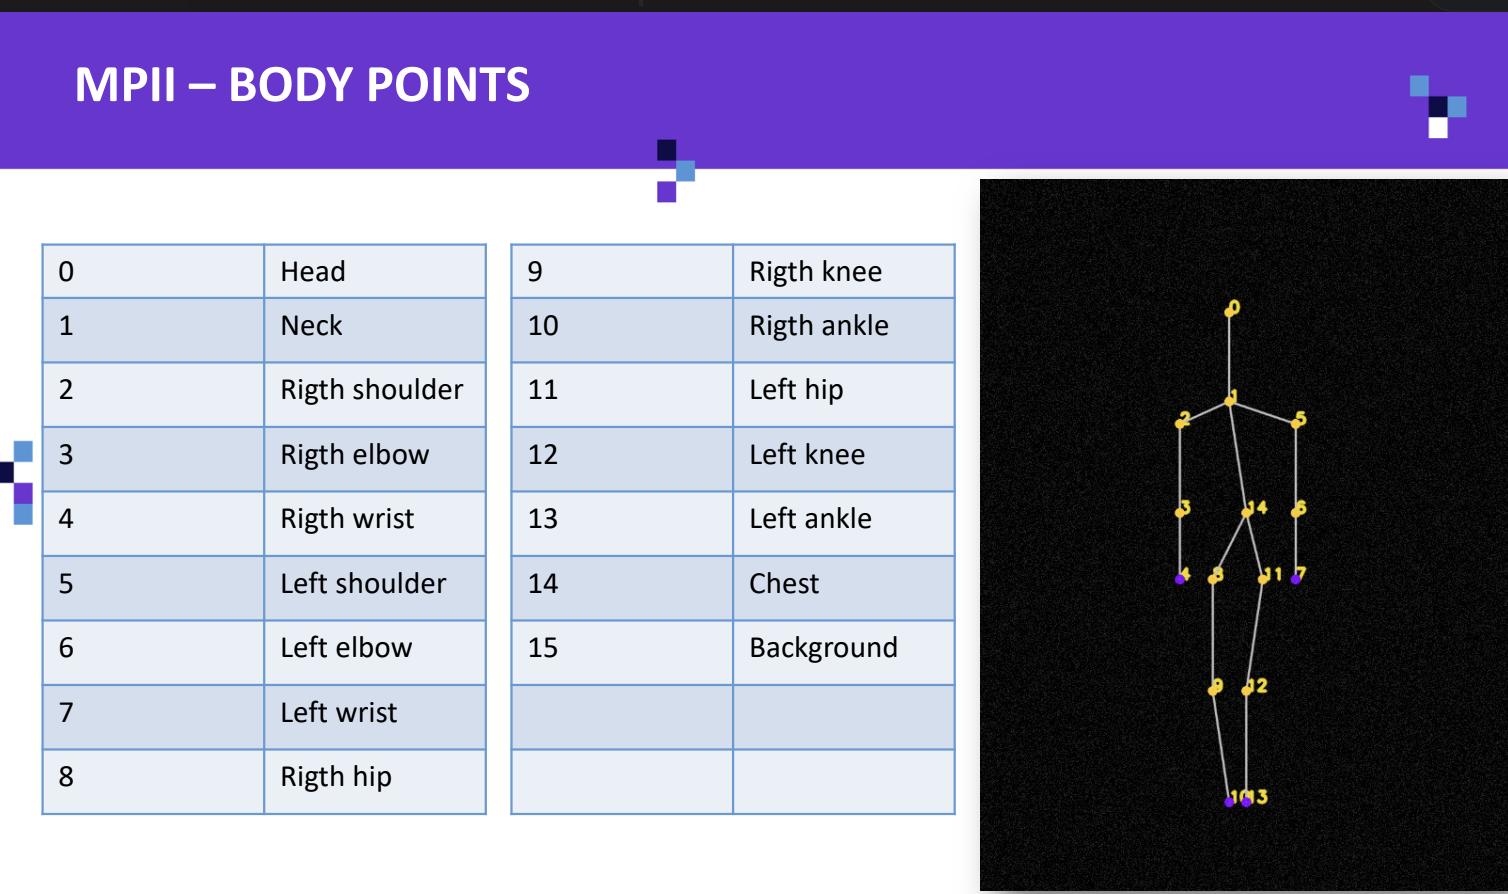 MPII – BODY POINTS
0 Head
1 Neck
2 Rigth shoulder
3 Rigth elbow
4 Rigth wrist
5 Left shoulder
6 Left elbow
7 Left wrist
8 Rigth hip
9 Rigth knee
10 Rigth ankle
11 Left hip
12 Left knee
13 Left ankle
14 Chest
15 Background
0
1
2 5
3 14 6
4 8 11 7
9 12
10 13